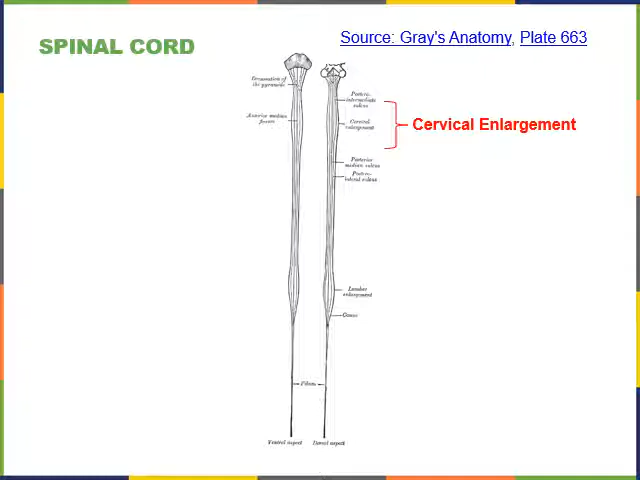 SPINAL CORD
Source: Gray's Anatomy, Plate 663
Decussation of
the pyramids
Anterior median
fissure
Postero-
intermediate
sulcus
Cervical
enlargement
Cervical Enlargement
Posterior
median sulcus
Postero-
lateral sulcus
Lumbar
enlargement
Conus
Filum
Ventral aspect
Dorsal aspect